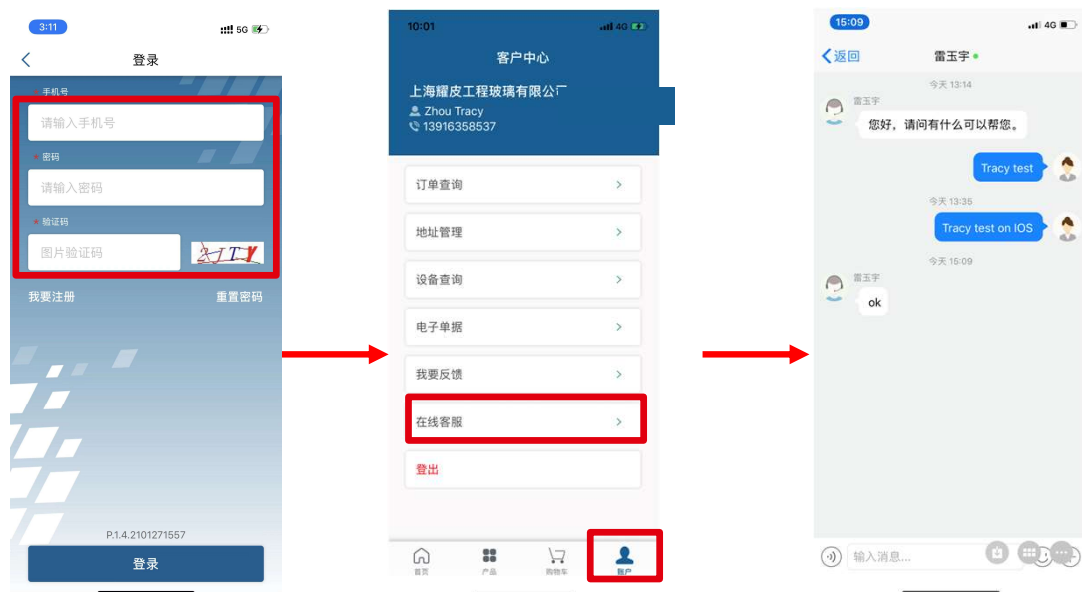 3:11
5G
登录
* 手机号
请输入手机号
* 密码
请输入密码
* 验证码
图片验证码
我要注册
重置密码
P.1.4.2101271557
登录
10:01
4G
客户中心
上海耀皮工程玻璃有限公
Zhou Tracy
13916358537
订单查询
地址管理
设备查询
电子单据
我要反馈
在线客服
登出
首页
产品
购物车
账户
15:09
4G
返回
雷玉宇
今天 13:14
雷玉宇
您好，请问有什么可以帮您。
Tracy test
今天 13:35
Tracy test on IOS
今天 15:09
雷玉宇
ok
输入消息...